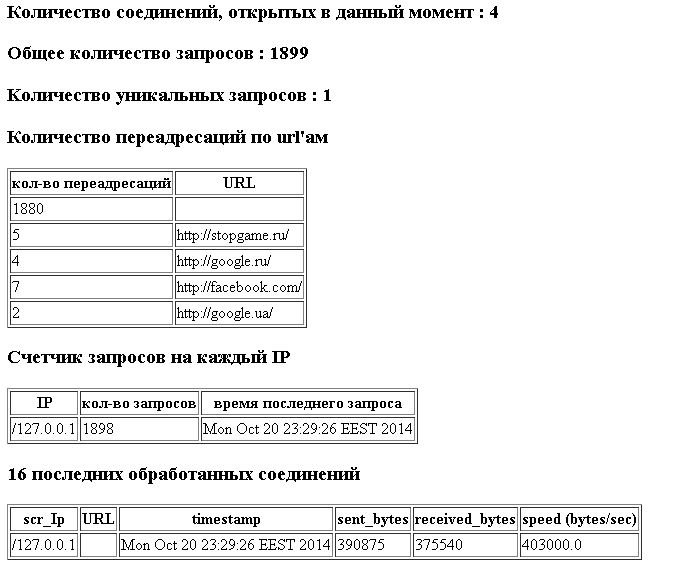 Количество соединений, открытых в данный момент : 4
Общее количество запросов : 1899
Количество уникальных запросов : 1
Количество переадресаций по url'ам
кол-во переадресаций URL
1880
5 http://stopgame.ru/
4 http://google.ru/
7 http://facebook.com/
2 http://google.ua/
Счетчик запросов на каждый IP
IP кол-во запросов время последнего запроса
/127.0.0.1 1898 Mon Oct 20 23:29:26 EEST 2014
16 последних обработанных соединений
scr_Ip URL timestamp sent_bytes received_bytes speed (bytes/sec)
/127.0.0.1 Mon Oct 20 23:29:26 EEST 2014 390875 375540 403000.0